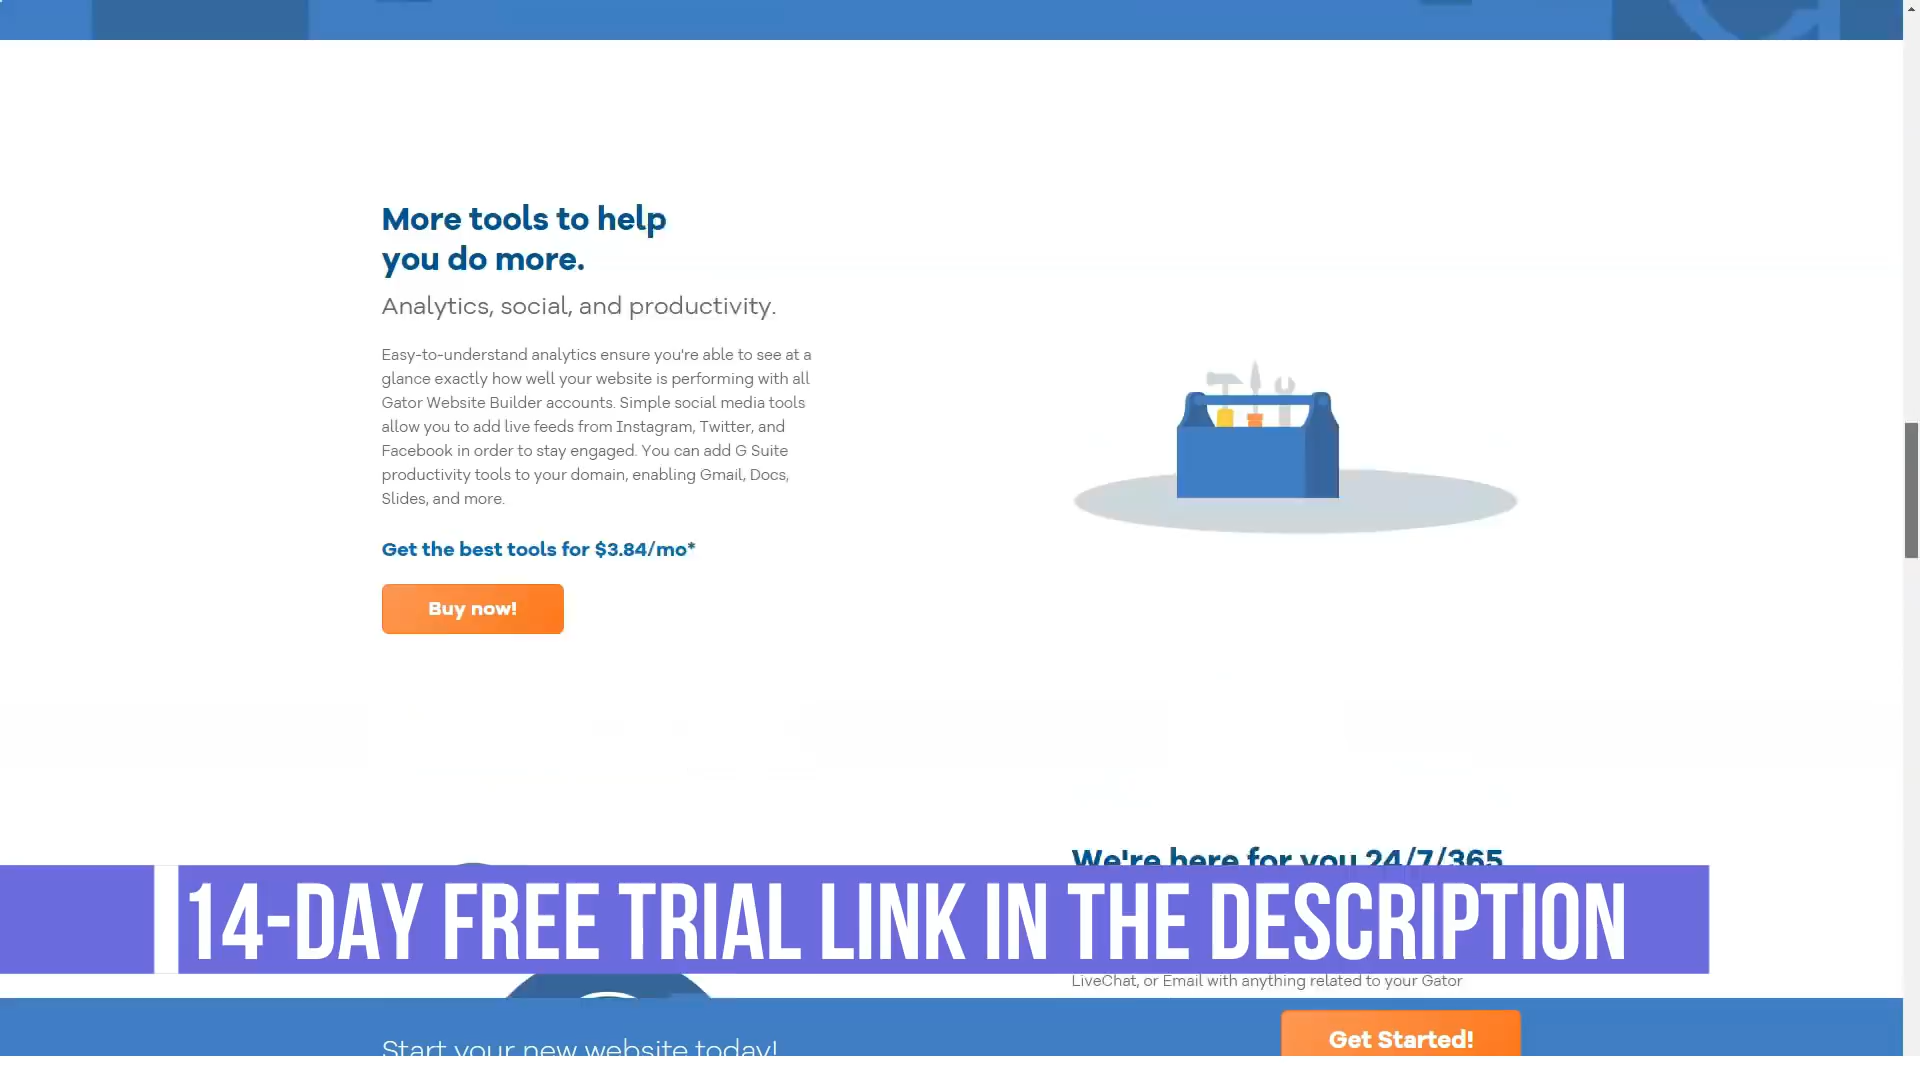 More tools to help
you do more.
Analytics, social, and productivity.
Easy-to-understand analytics ensure you're able to see at a
glance exactly how well your website is performing with all
Gator Website Builder accounts. Simple social media tools
allow you to add live feeds from Instagram, Twitter, and
Facebook in order to stay engaged. You can add G Suite
productivity tools to your domain, enabling Gmail, Docs,
Slides, and more.
Get the best tools for $3.84/mo*
Buy now!
We're here for you 24/7/365
14-DAY FREE TRIAL LINK IN THE DESCRIPTION
LiveChat, or Email with anything related to your Gator
Start your new website today!
Get Started!